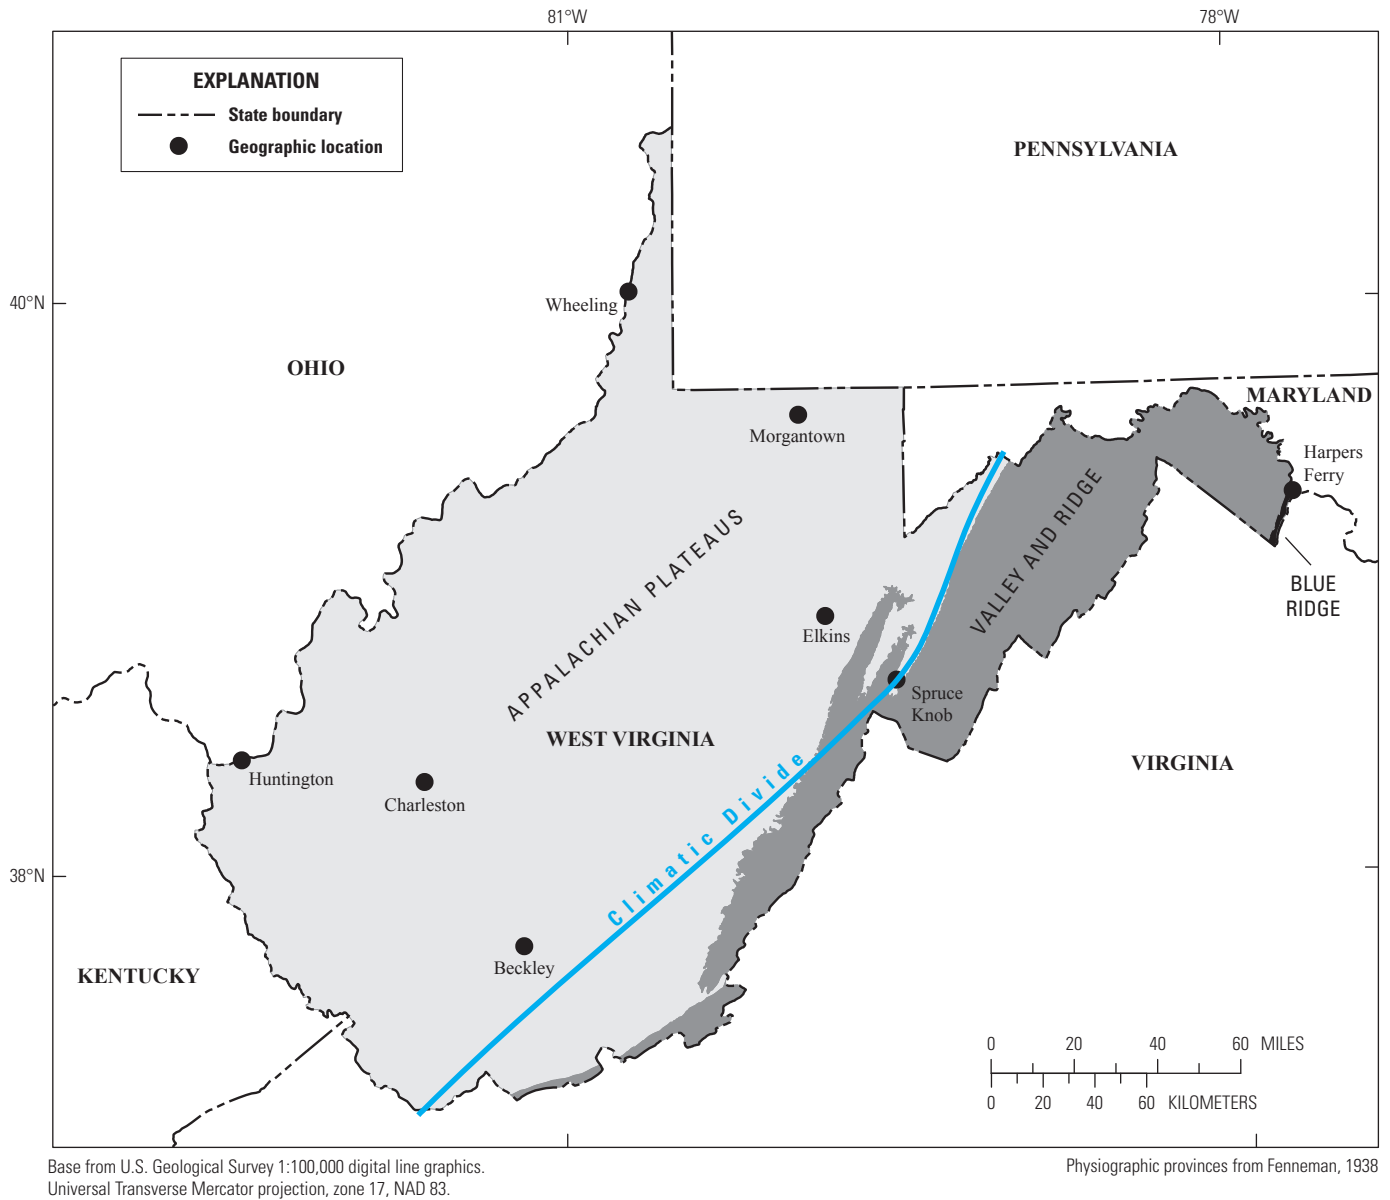 81°W
78°W
EXPLANATION
State boundary
Geographic location
PENNSYLVANIA
40°N
Wheeling
OHIO
MARYLAND
Morgantown
Harpers
Ferry
APPALACHIAN PLATEAUS
VALLEY AND RIDGE
BLUE
RIDGE
Elkins
Spruce
Knob
WEST VIRGINIA
VIRGINIA
Huntington
Charleston
Climatic Divide
38°N
Beckley
KENTUCKY
0 20 40 60 MILES
0 20 40 60 KILOMETERS
Base from U.S. Geological Survey 1:100,000 digital line graphics.
Universal Transverse Mercator projection, zone 17, NAD 83.
Physiographic provinces from Fenneman, 1938